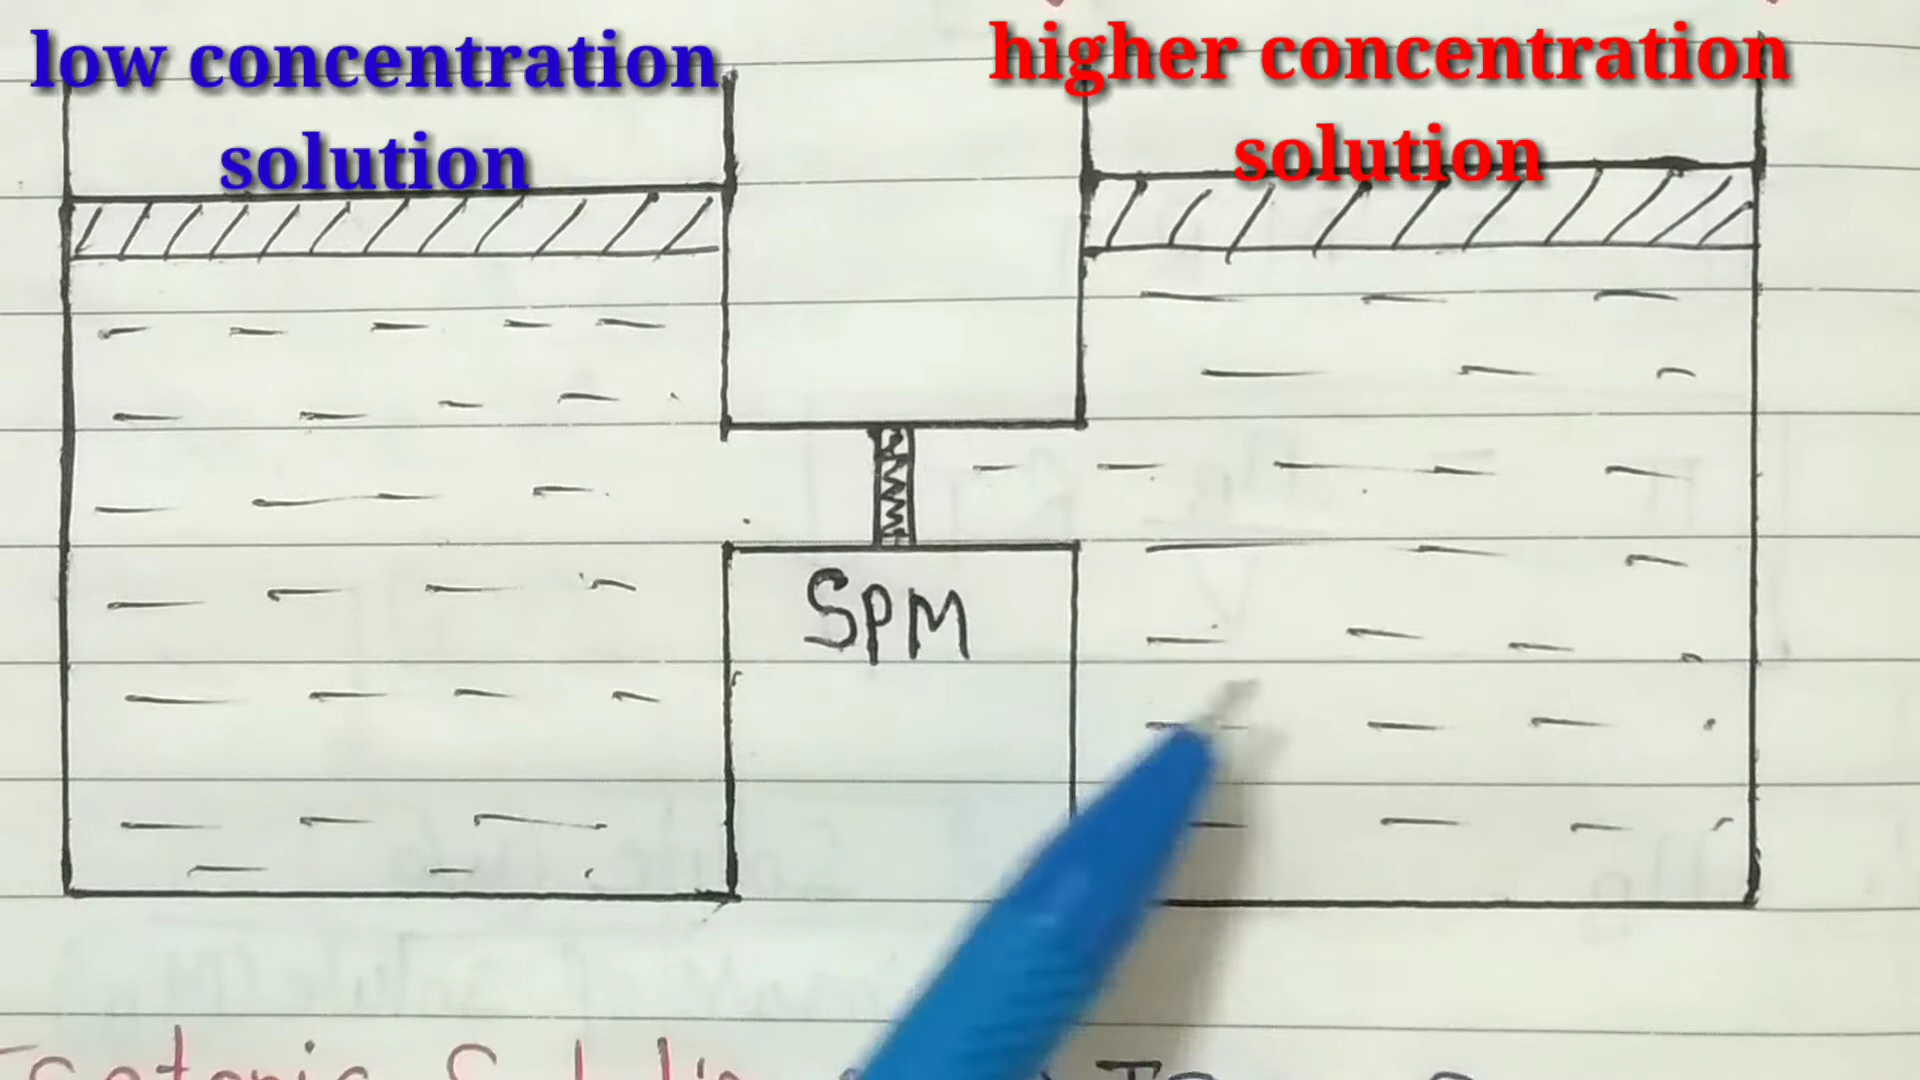 low concentration
solution
higher concentration
solution
SPM